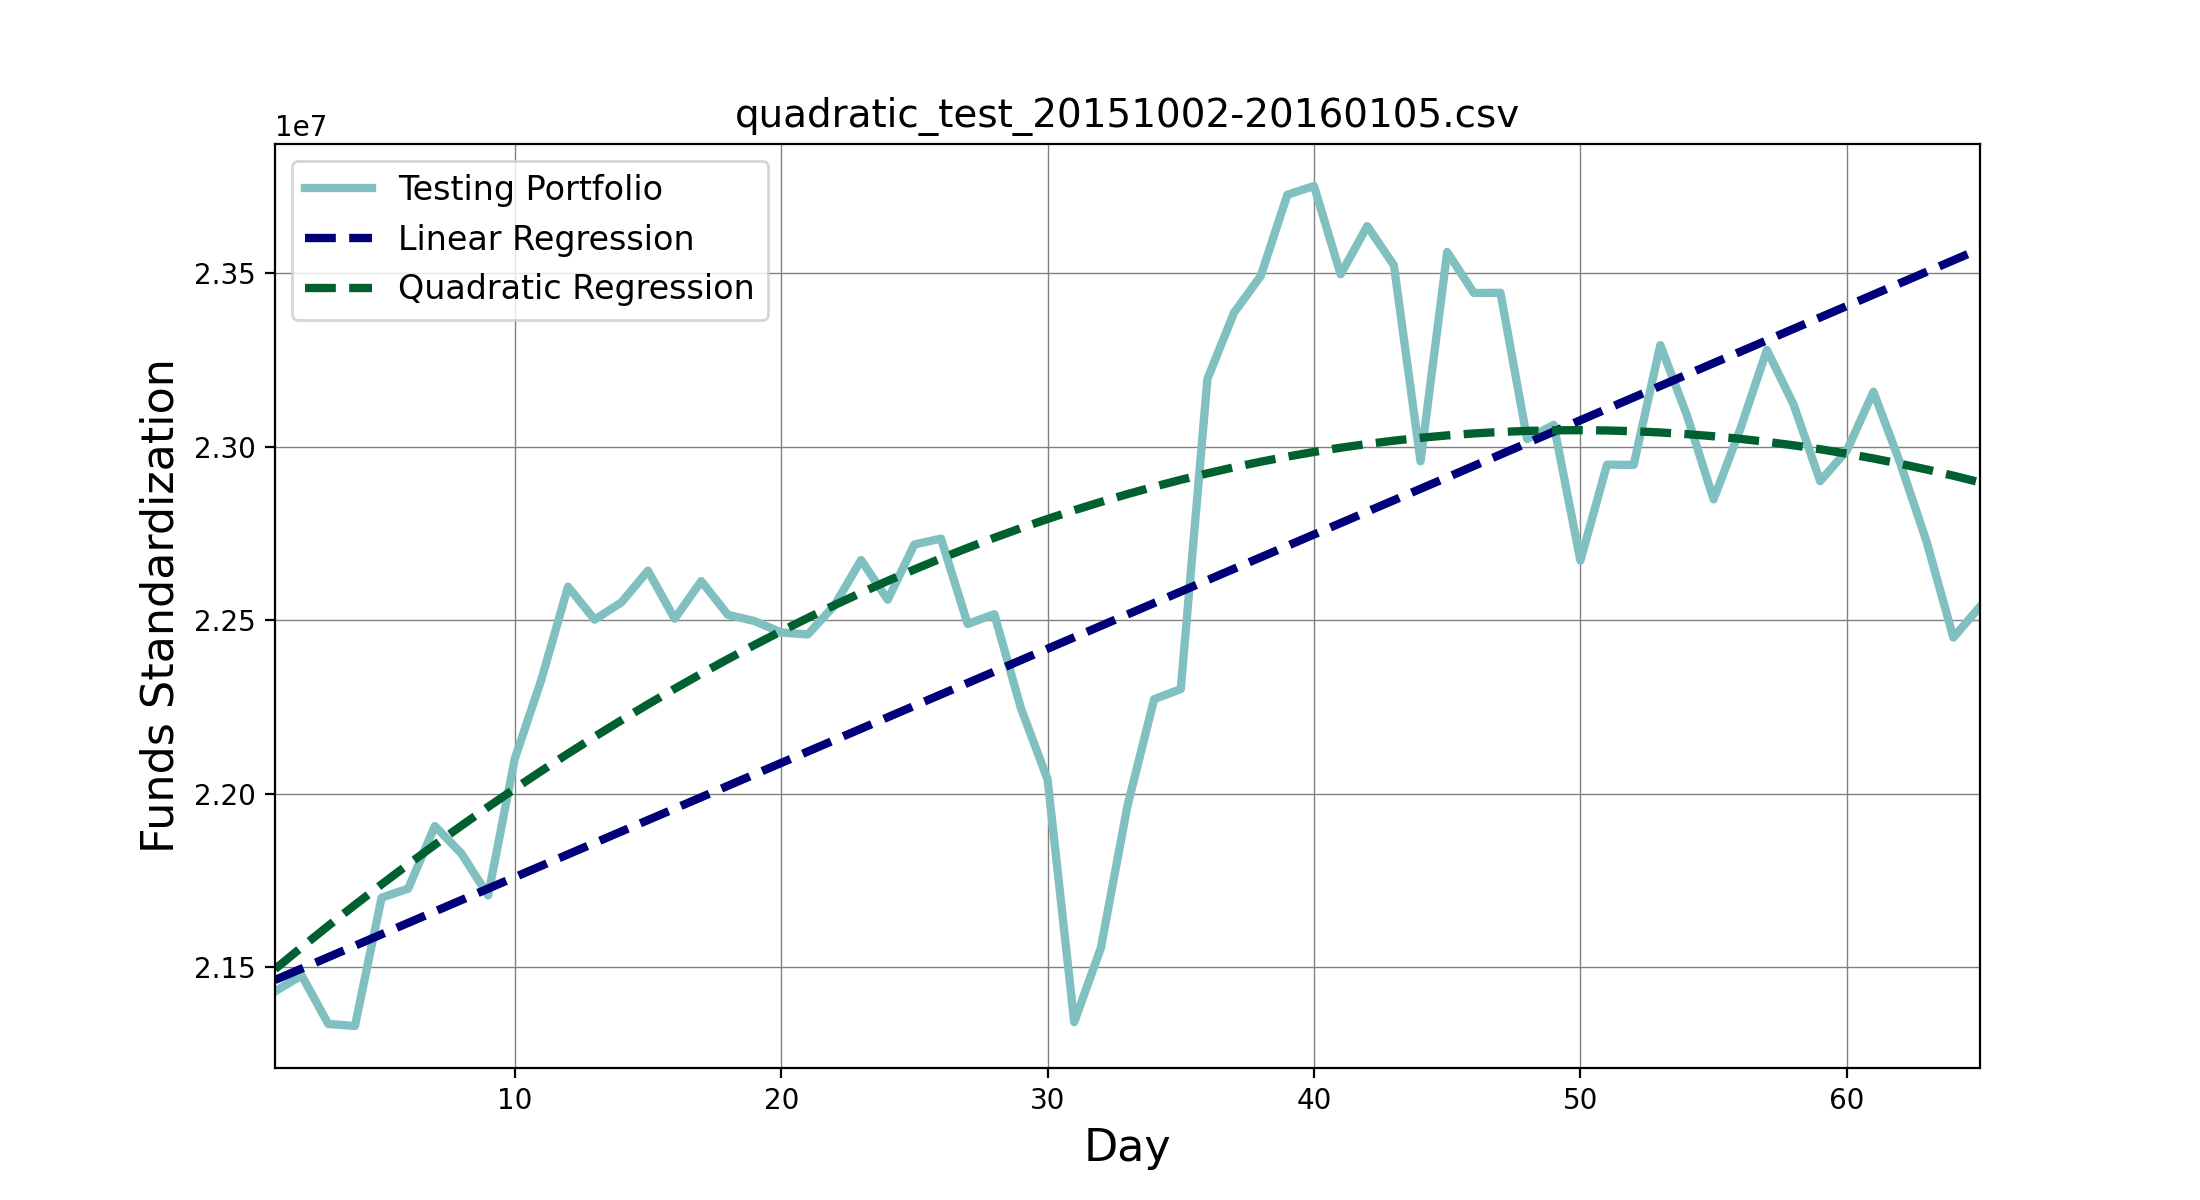 quadratic_test_20151002-20160105.csv
1e7
Testing Portfolio
Linear Regression
Quadratic Regression
2.35
2.30
2.25
2.20
2.15
Funds Standardization
10 20 30 40 50 60
Day